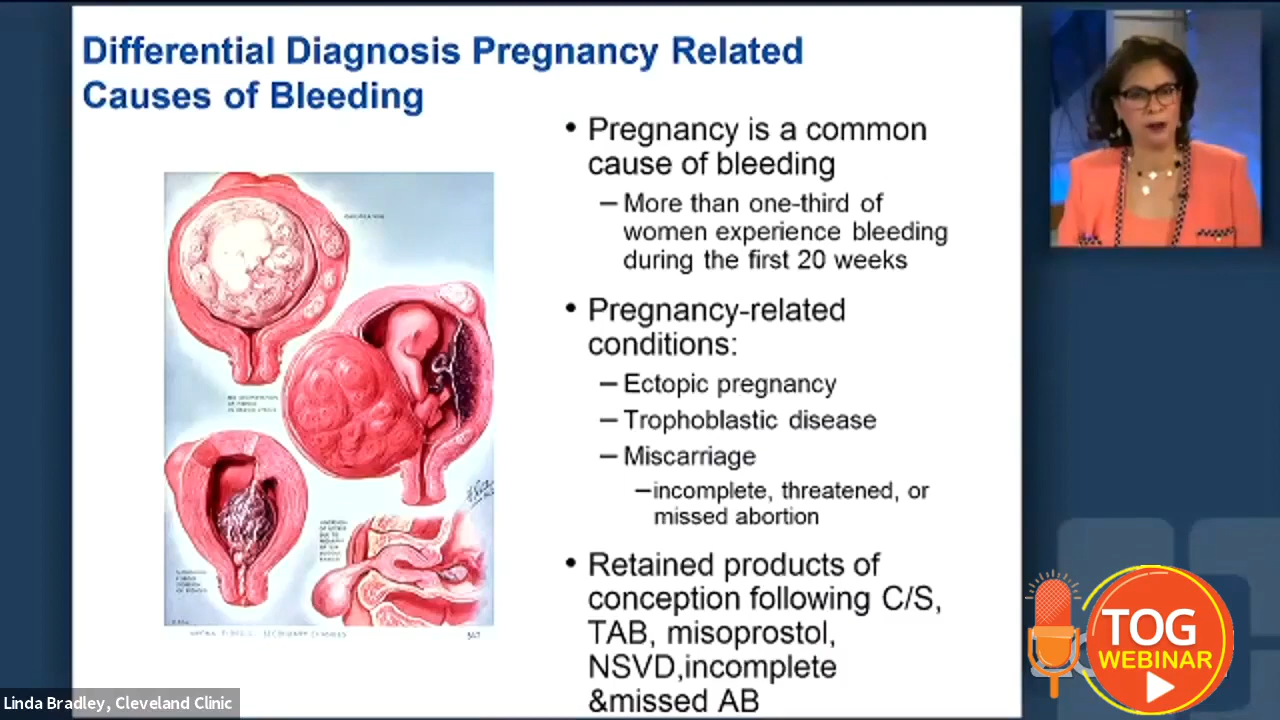 Differential Diagnosis Pregnancy Related
Causes of Bleeding
• Pregnancy is a common
cause of bleeding
– More than one-third of
women experience bleeding
during the first 20 weeks
• Pregnancy-related
conditions:
– Ectopic pregnancy
– Trophoblastic disease
– Miscarriage
–incomplete, threatened, or
missed abortion
• Retained products of
conception following C/S,
TAB, misoprostol,
NSVD,incomplete
&missed AB
TOG
WEBINAR
Linda Bradley, Cleveland Clinic